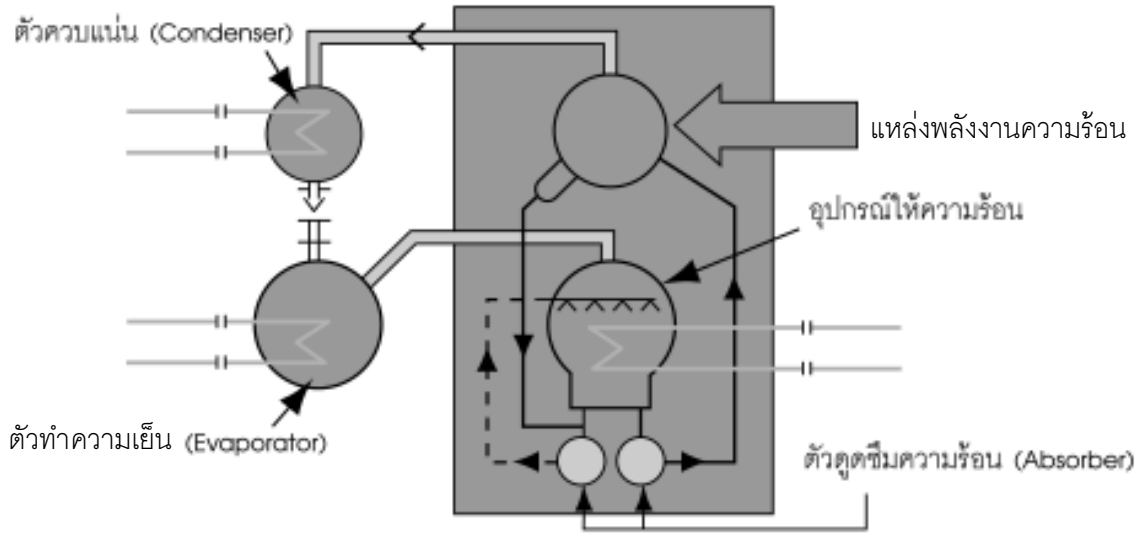 ตัวควบแน่น (Condenser)
แหล่งพลังงานความร้อน
อุปกรณ์ให้ความร้อน
ตัวทำความเย็น (Evaporator)
ตัวดูดซึมความร้อน (Absorber)